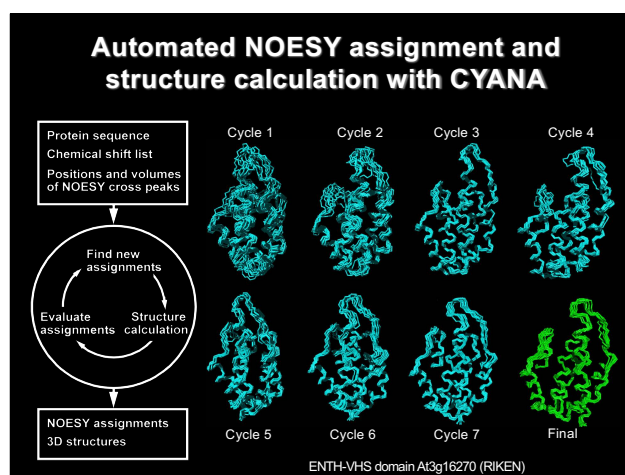 Automated NOESY assignment and
structure calculation with CYANA
Protein sequence
Chemical shift list
Positions and volumes
of NOESY cross peaks
Find new
assignments
Evaluate
assignments
Structure
calculation
NOESY assignments
3D structures
Cycle 1
Cycle 2
Cycle 3
Cycle 4
Cycle 5
Cycle 6
Cycle 7
Final
ENTH-VHS domain At3g16270 (RIKEN)